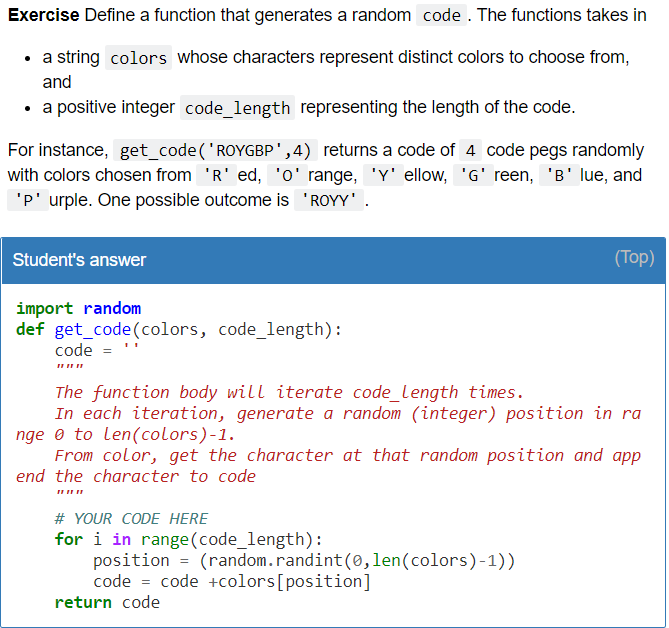 Exercise Define a function that generates a random code . The functions takes in
• a string colors whose characters represent distinct colors to choose from,
and
• a positive integer code_length representing the length of the code.
For instance, get_code('ROYGBP',4) returns a code of 4 code pegs randomly
with colors chosen from 'R' ed, 'O' range, 'Y' ellow, 'G' reen, 'B' lue, and
'P' urple. One possible outcome is 'ROYY' .
Student's answer (Top)
import random
def get_code(colors, code_length):
    code = ''
    """
    The function body will iterate code_length times.
    In each iteration, generate a random (integer) position in ra
nge 0 to len(colors)-1.
    From color, get the character at that random position and app
end the character to code
    """
    # YOUR CODE HERE
    for i in range(code_length):
        position = (random.randint(0,len(colors)-1))
        code = code +colors[position]
    return code